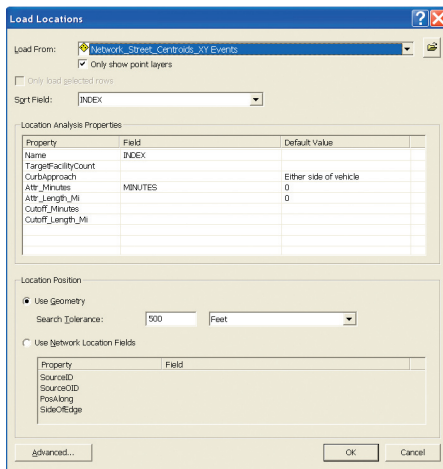 Load Locations
Load From: Network_Street_Centroids_XY Events
Only show point layers
Only load selected rows
Sort Field: INDEX
Location Analysis Properties
Property Field Default Value
Name INDEX
TargetFacilityCount
CurbApproach Either side of vehicle
Attr_Minutes MINUTES 0
Attr_Length_Mi 0
Cutoff_Minutes
Cutoff_Length_Mi
Location Position
Use Geometry
Search Tolerance: 500 Feet
Use Network Location Fields
Property Field
SourceID
SourceOID
PosAlong
SideOfEdge
Advanced... OK Cancel